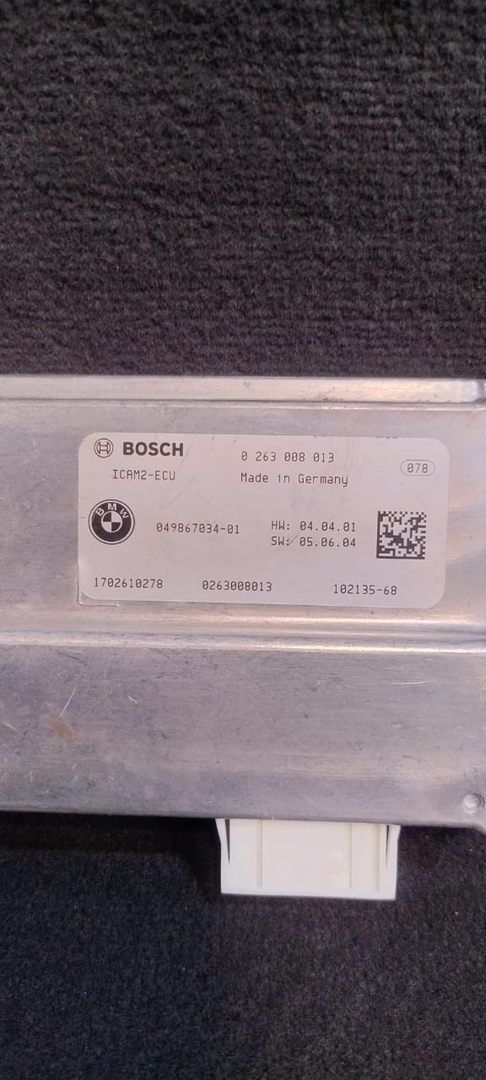 BOSCH 0 263 008 013
ICAM2-ECU Made in Germany 078
BMW
049867034-01 HW: 04.04.01
SW: 05.06.04
1702610278 0263008013 102135-68